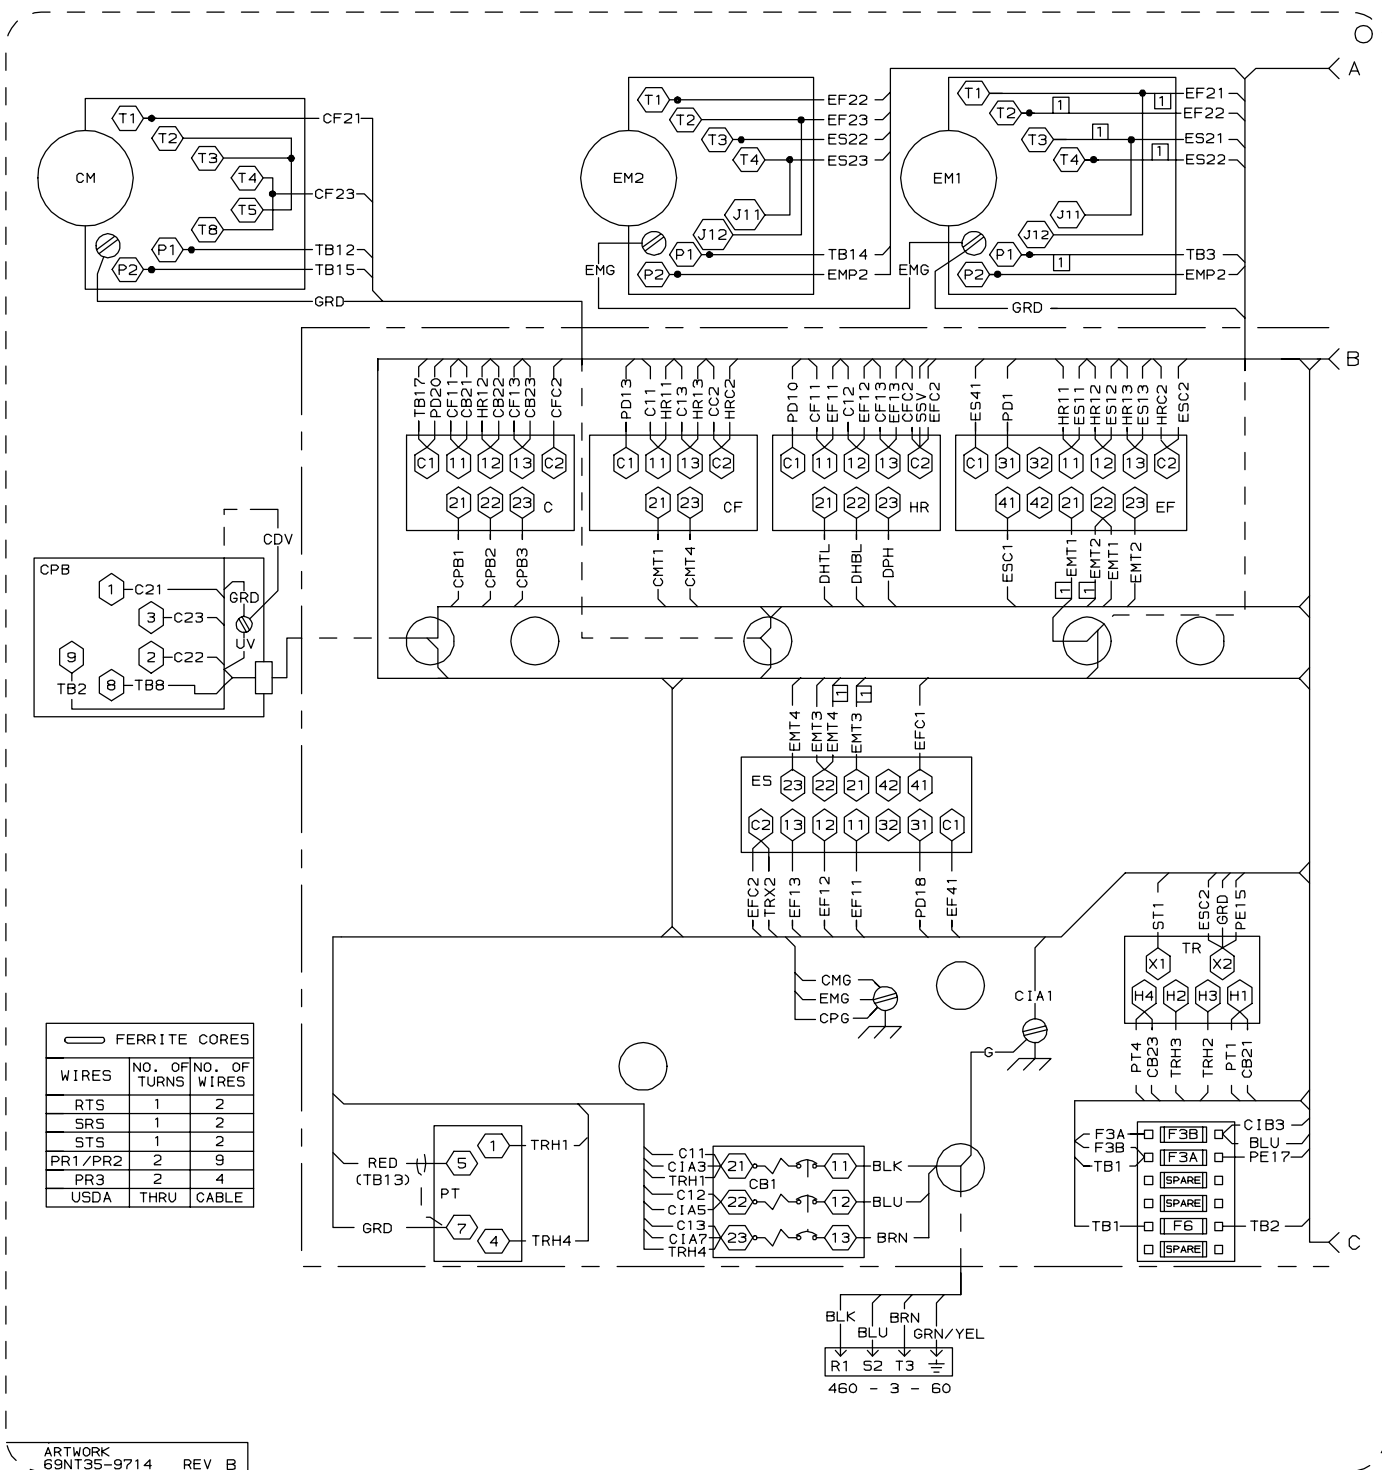 A
CM
T1
CF21
T2
T3
T4
CF23
T5
T8
P1
TB12
P2
TB15
GRD
EM2
T1
EF22
T2
EF23
T3
ES22
T4
ES23
J11
J12
P1
TB14
P2
EMP2
EMG
EM1
T1
1
EF21
T2
1
EF22
T3
1
ES21
T4
1
ES22
J11
J12
P1
TB3
1
P2
EMP2
EMG
GRD
B
TB17
PD20
CF11
CB21
HR12
CB22
CF13
CB23
CFC2
C1 11 12 13 C2
21 22 23 C
CPB1
CPB2
CPB3
PD13
C11
HR11
C13
HR13
CC2
HRC2
C1 11 13 C2
21 23 CF
CMT1
CMT4
PD10
CF11
EF11
C12
EF12
CF13
EF13
CFC2
SSV
EFC2
C1 11 12 13 C2
21 22 23 HR
DHTL
DHBL
DPH
ES41
PD1
HR11
ES11
HR12
ES12
HR13
ES13
HRC2
ESC2
C1 31 32 11 12 13 C2
41 42 21 22 23 EF
ESC1
EMT1
EMT2
EMT1
EMT2
1
1
CPB
CDV
1 C21
GRD
3 C23
UV
2 C22
9
TB2
8 TB8
EMT4
EMT3
EMT4
1
EMT3
1
EFC1
ES 23 22 21 42 41
C2 13 12 11 32 31 C1
EFC2
TRX2
EF13
EF12
EF11
PD18
EF41
CMG
EMG
CPG
CIA1
G
ST1
ESC2
GRD
PE15
TR
X1 X2
H4 H2 H3 H1
PT4
CB23
TRH3
TRH2
PT1
CB21
FERRITE CORES
WIRES NO. OF TURNS NO. OF WIRES
RTS 1 2
SRS 1 2
STS 1 2
PR1/PR2 2 9
PR3 2 4
USDA THRU CABLE
RED
(TB13)
5
1
TRH1
PT
GRD
7
4
TRH4
C11
CIA3
TRH1
21 11 BLK
CB1
C12
CIA5
22 12 BLU
C13
CIA7
TRH4
23 13 BRN
F3A F3B CIB3
F3B BLU
TB1 F3A PE17
SPARE
SPARE
TB1 F6 TB2
SPARE
C
BLK
BLU
BRN
GRN/YEL
R1 S2 T3
460 - 3 - 60
ARTWORK
69NT35-9714 REV B